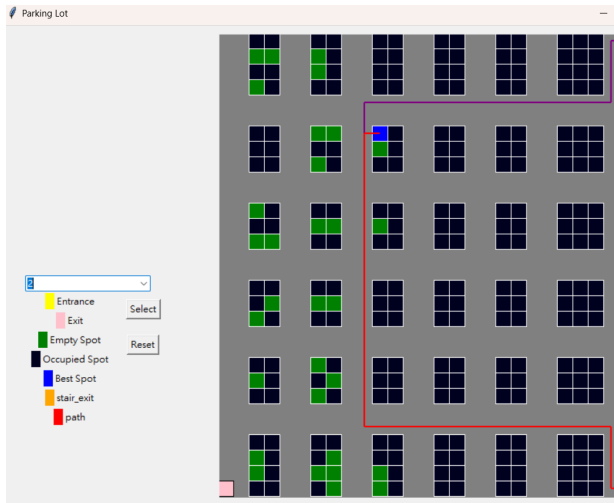 Parking Lot
2
Entrance
Select
Exit
Empty Spot
Reset
Occupied Spot
Best Spot
stair_exit
path